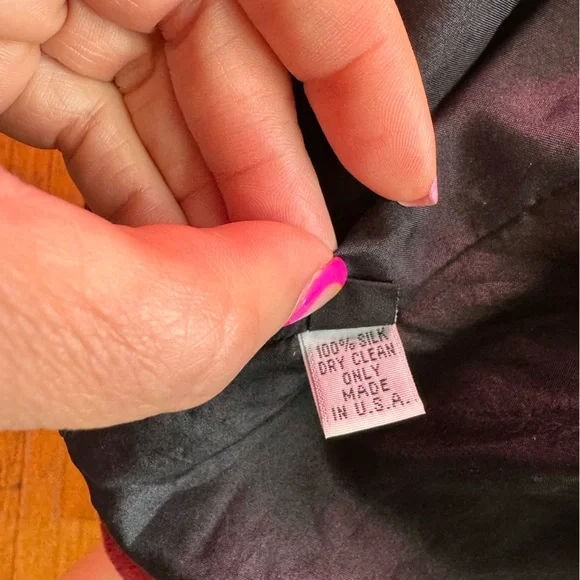 100% SILK
DRY CLEAN
ONLY
MADE
IN U.S.A.